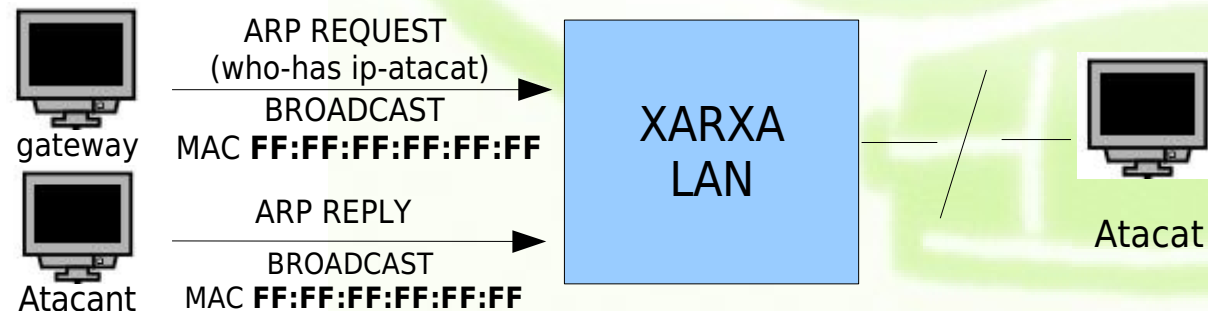 ARP REQUEST
(who-has ip-atacat)
BROADCAST
MAC FF:FF:FF:FF:FF:FF
gateway
ARP REPLY
BROADCAST
MAC FF:FF:FF:FF:FF:FF
Atacant
XARXA
LAN
Atacat